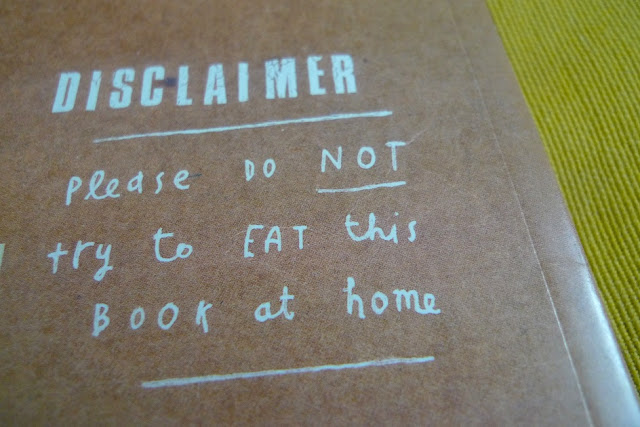 DISCLAIMER
please DO NOT
try to EAT this
BOOK at home